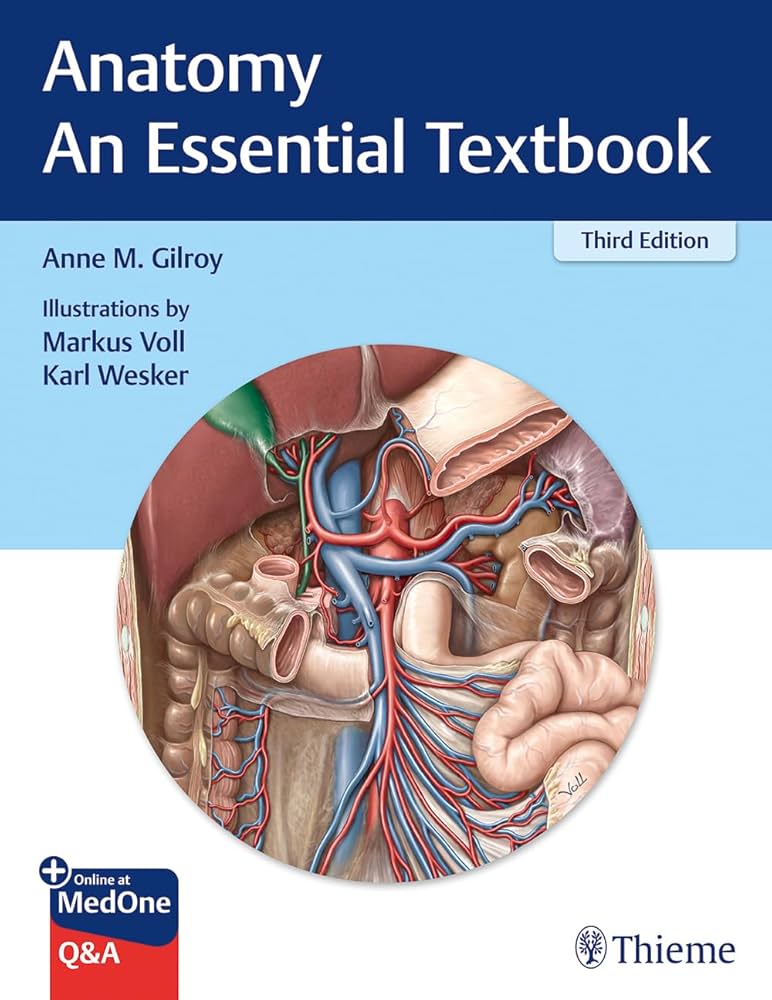 Anatomy
An Essential Textbook
Third Edition
Anne M. Gilroy
Illustrations by
Markus Voll
Karl Wesker
Voll
Online at
MedOne
Q&A
Thieme